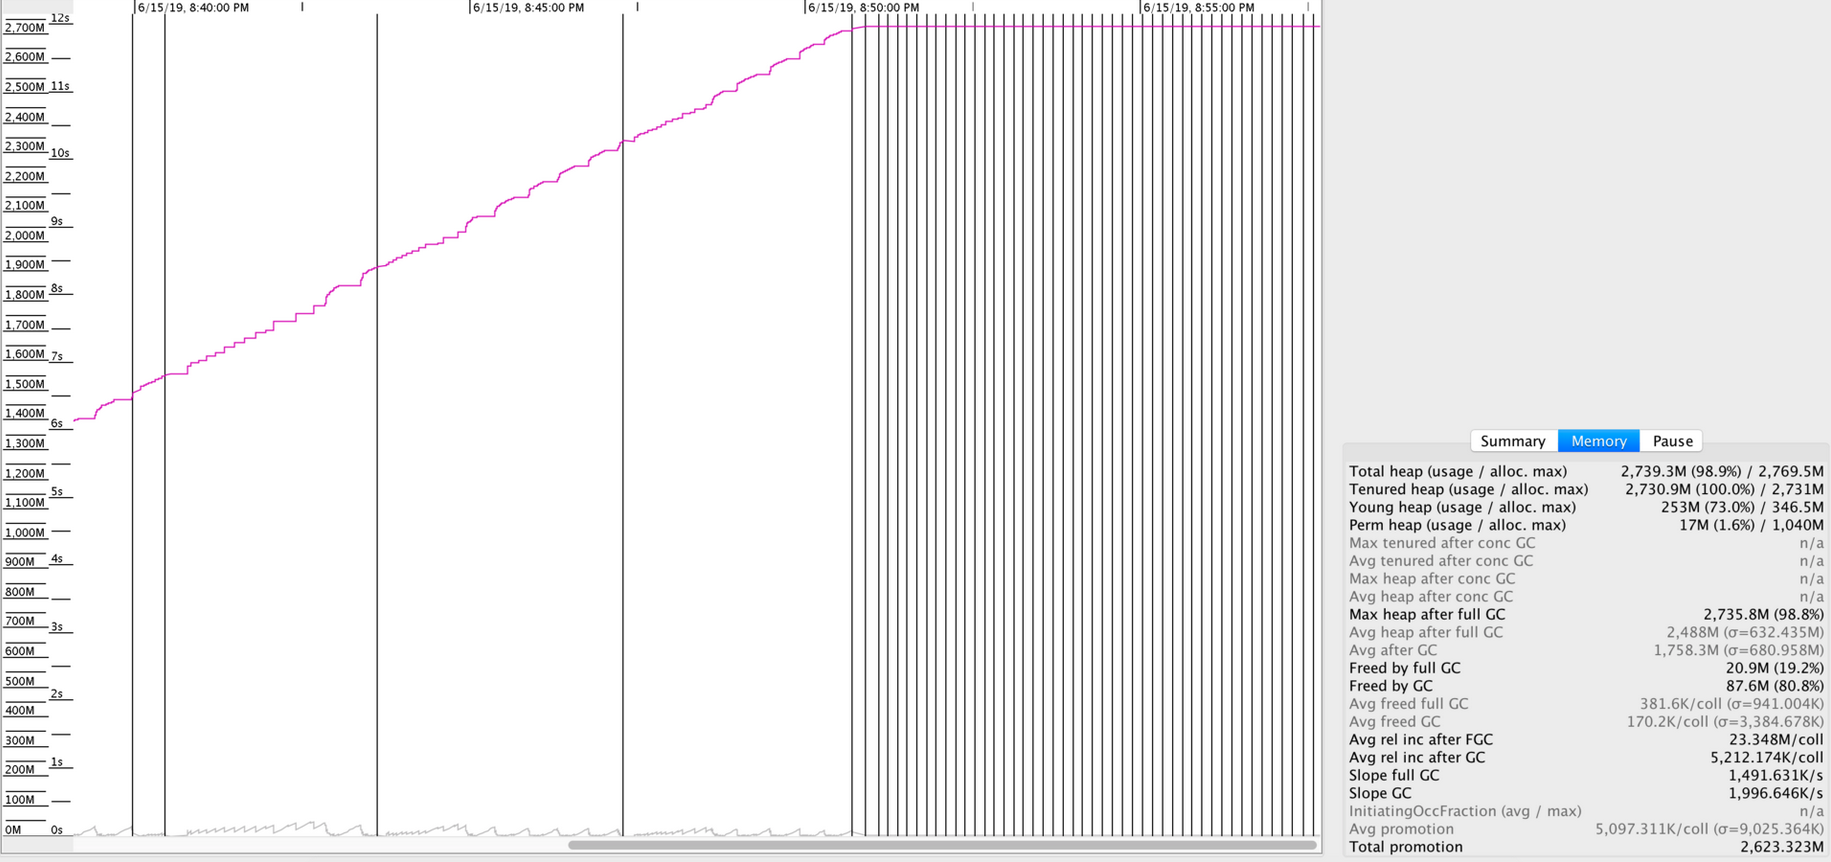 6/15/19, 8:40:00 PM 6/15/19, 8:45:00 PM 6/15/19, 8:50:00 PM 6/15/19, 8:55:00 PM
12s
2,700M
2,600M
2,500M 11s
2,400M
2,300M 10s
2,200M
2,100M
9s
2,000M
1,900M
1,800M 8s
1,700M
1,600M 7s
1,500M
1,400M 6s
1,300M
1,200M
1,100M 5s
1,000M
900M 4s
800M
700M 3s
600M
500M 2s
400M
300M
200M 1s
100M
0M 0s
Summary Memory Pause
Total heap (usage / alloc. max) 2,739.3M (98.9%) / 2,769.5M
Tenured heap (usage / alloc. max) 2,730.9M (100.0%) / 2,731M
Young heap (usage / alloc. max) 253M (73.0%) / 346.5M
Perm heap (usage / alloc. max) 17M (1.6%) / 1,040M
Max tenured after conc GC n/a
Avg tenured after conc GC n/a
Max heap after conc GC n/a
Avg heap after conc GC n/a
Max heap after full GC 2,735.8M (98.8%)
Avg heap after full GC 2,488M (σ=632.435M)
Avg after GC 1,758.3M (σ=680.958M)
Freed by full GC 20.9M (19.2%)
Freed by GC 87.6M (80.8%)
Avg freed full GC 381.6K/coll (σ=941.004K)
Avg freed GC 170.2K/coll (σ=3,384.678K)
Avg rel inc after FGC 23.348M/coll
Avg rel inc after GC 5,212.174K/coll
Slope full GC 1,491.631K/s
Slope GC 1,996.646K/s
InitiatingOccFraction (avg / max) n/a
Avg promotion 5,097.311K/coll (σ=9,025.364K)
Total promotion 2,623.323M